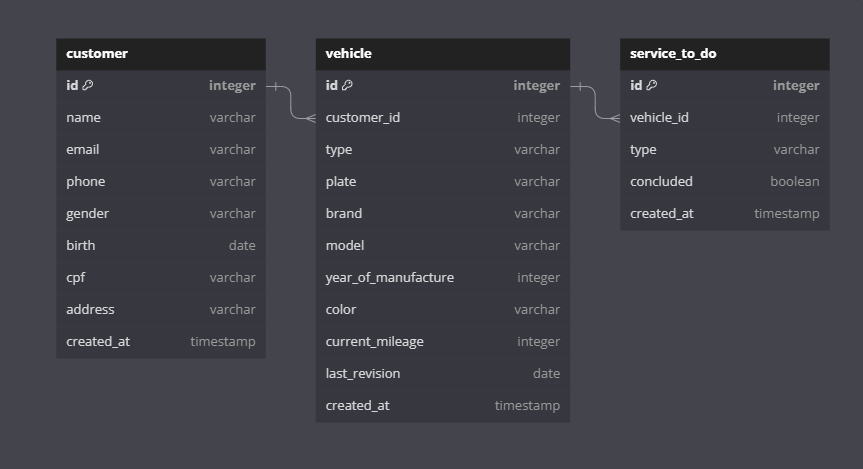 customer
id integer
name varchar
email varchar
phone varchar
gender varchar
birth date
cpf varchar
address varchar
created_at timestamp
vehicle
id integer
customer_id integer
type varchar
plate varchar
brand varchar
model varchar
year_of_manufacture integer
color varchar
current_mileage integer
last_revision date
created_at timestamp
service_to_do
id integer
vehicle_id integer
type varchar
concluded boolean
created_at timestamp